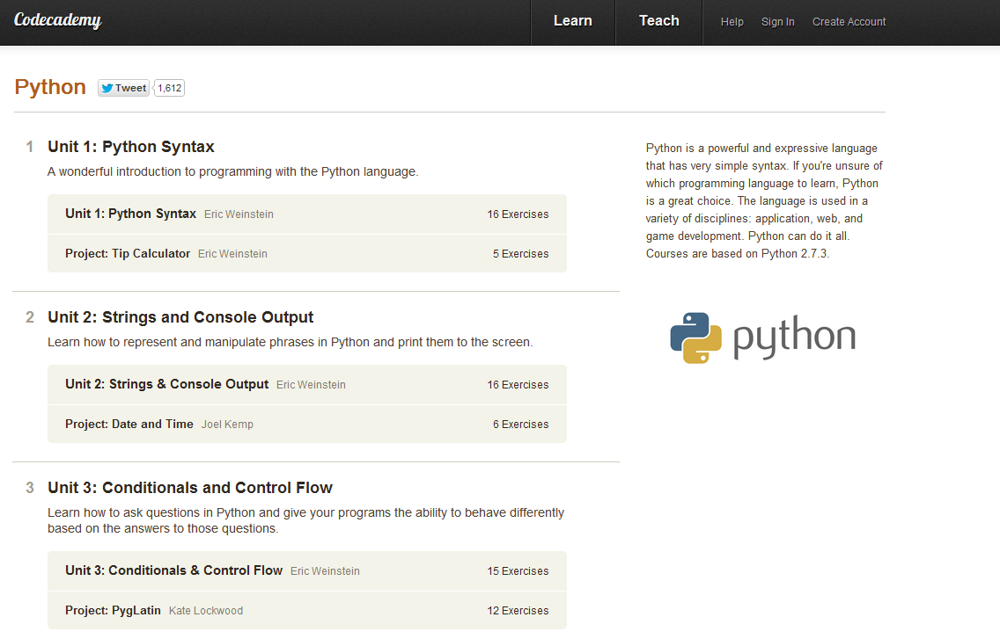 Codecademy
Learn
Teach
Help
Sign In
Create Account
Python
Tweet
1,612
1
Unit 1: Python Syntax
A wonderful introduction to programming with the Python language.
Unit 1: Python Syntax Eric Weinstein 16 Exercises
Project: Tip Calculator Eric Weinstein 5 Exercises
2
Unit 2: Strings and Console Output
Learn how to represent and manipulate phrases in Python and print them to the screen.
Unit 2: Strings & Console Output Eric Weinstein 16 Exercises
Project: Date and Time Joel Kemp 6 Exercises
3
Unit 3: Conditionals and Control Flow
Learn how to ask questions in Python and give your programs the ability to behave differently
based on the answers to those questions.
Unit 3: Conditionals & Control Flow Eric Weinstein 15 Exercises
Project: PygLatin Kate Lockwood 12 Exercises
Python is a powerful and expressive language
that has very simple syntax. If you're unsure of
which programming language to learn, Python
is a great choice. The language is used in a
variety of disciplines: application, web, and
game development. Python can do it all.
Courses are based on Python 2.7.3.
python